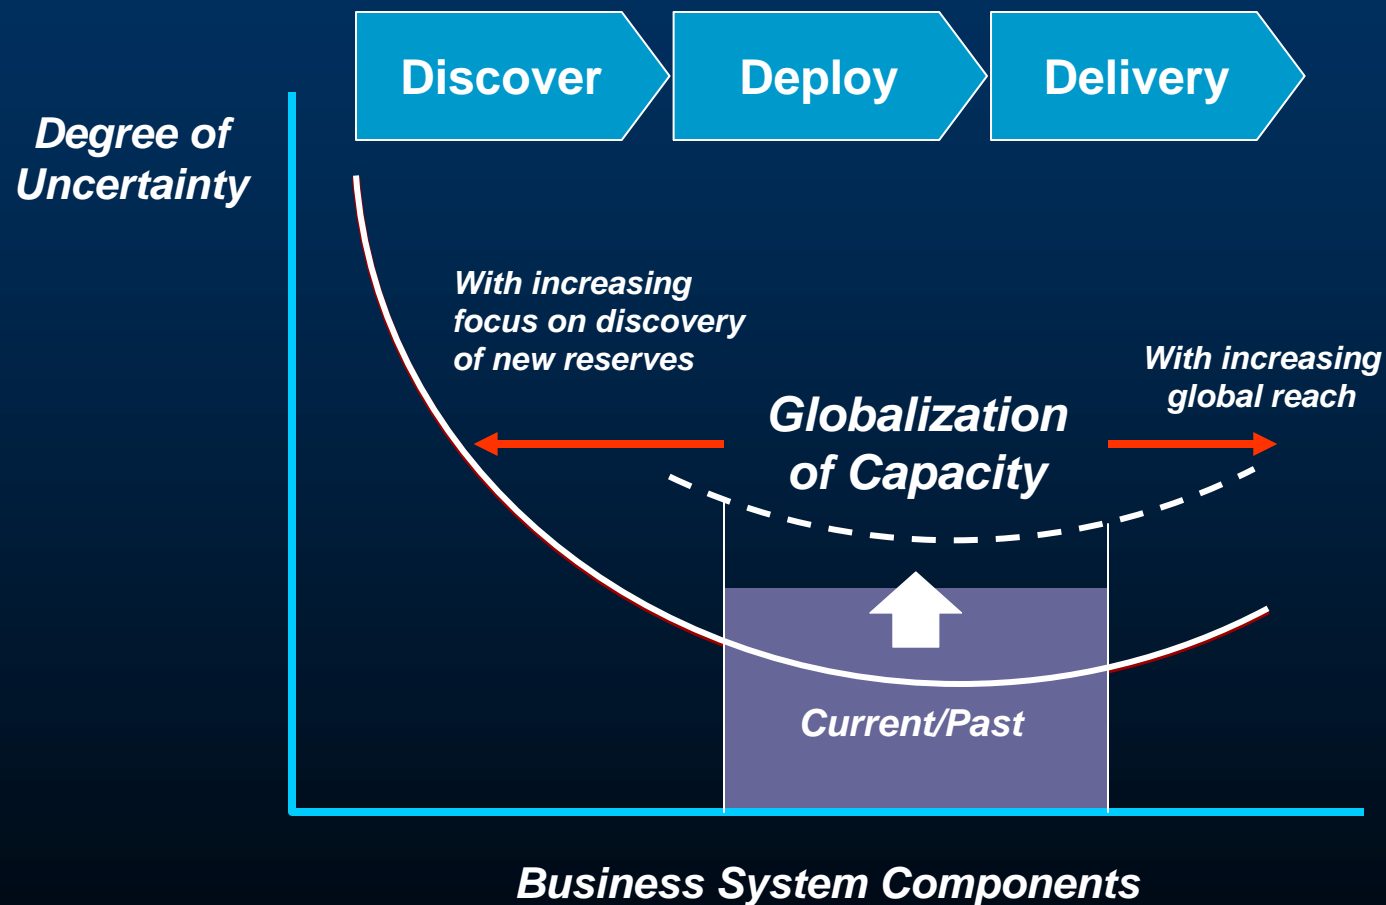 Discover
Deploy
Delivery
Degree of
Uncertainty
With increasing
focus on discovery
of new reserves
With increasing
global reach
Globalization
of Capacity
Current/Past
Business System Components